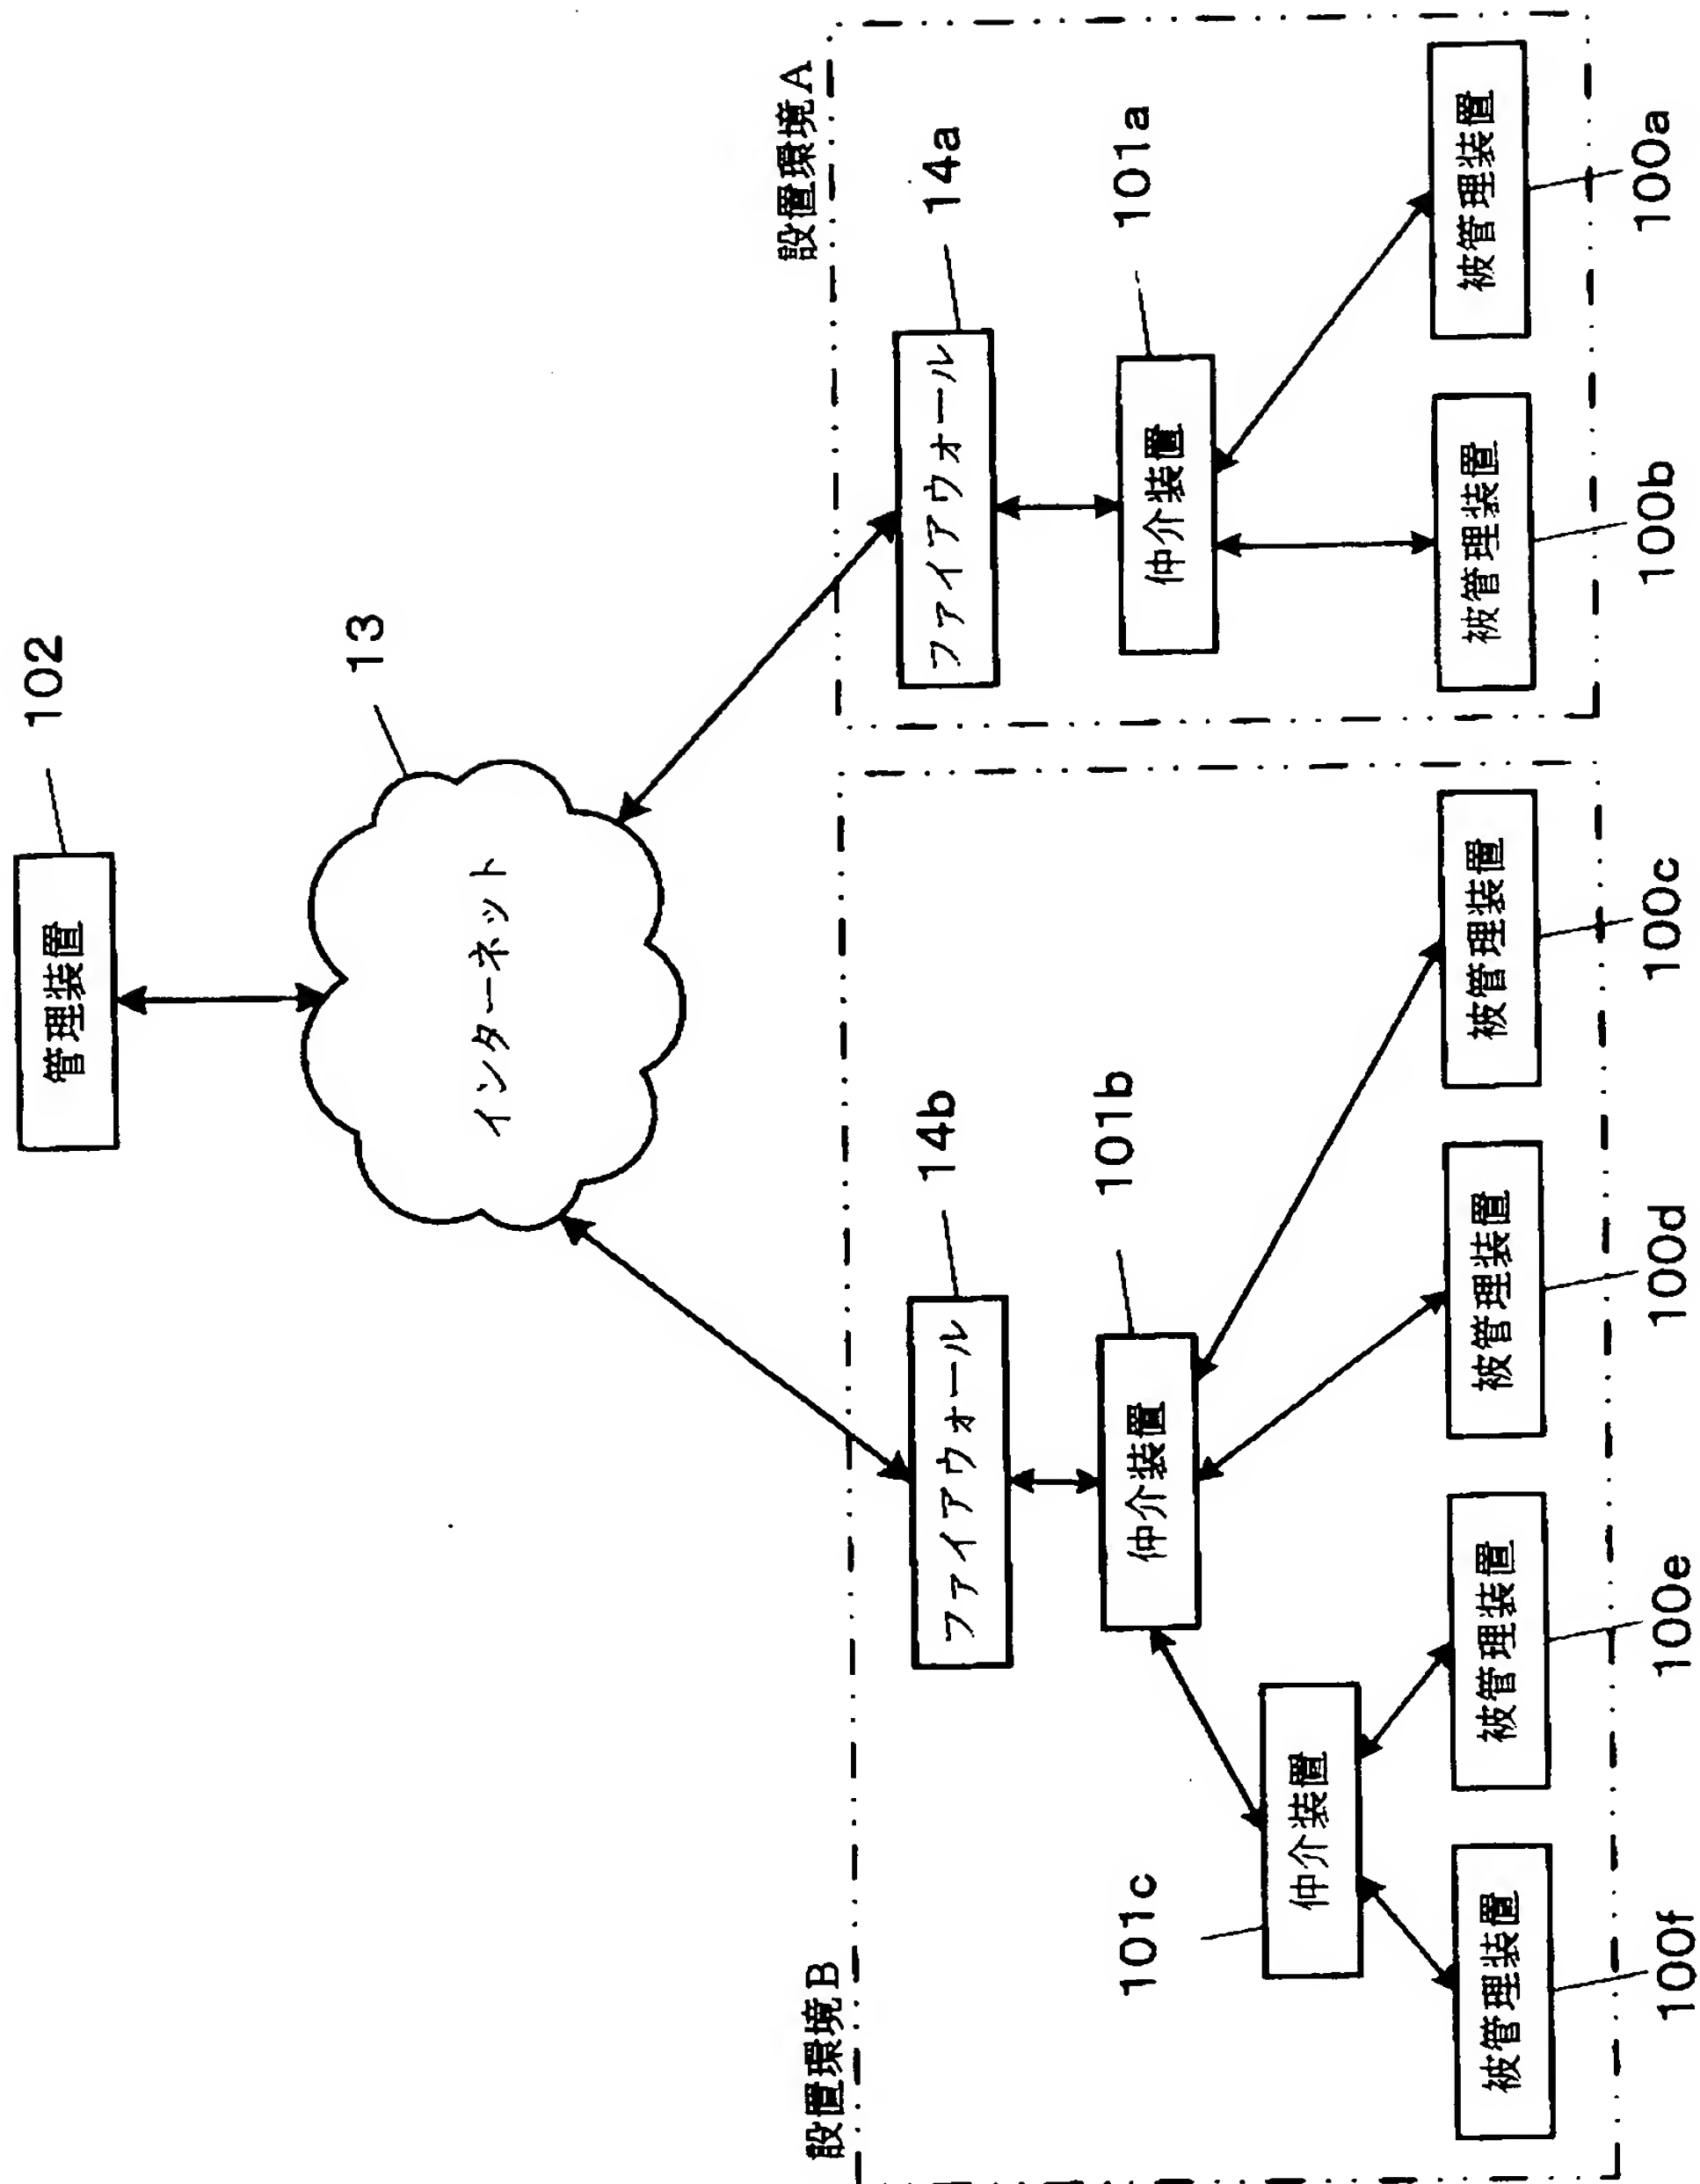 102
管理装置
13
インターネット
設置環境B
設置環境A
14b
ファイアウォール
14a
ファイアウォール
101b
仲介装置
101a
仲介装置
101c
仲介装置
被管理装置
被管理装置
被管理装置
被管理装置
被管理装置
被管理装置
100f
100e
100d
100c
100b
100a